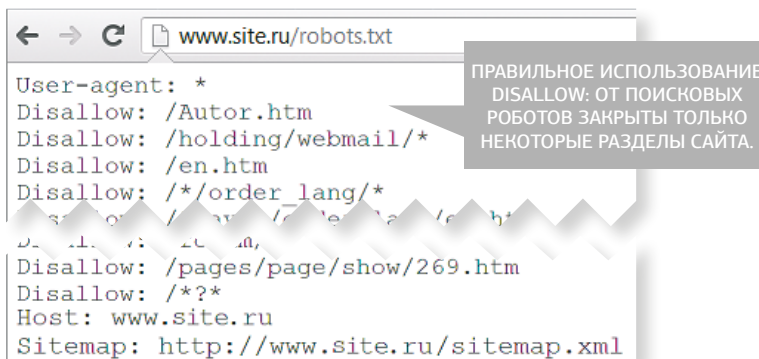 www.site.ru/robots.txt
ПРАВИЛЬНОЕ ИСПОЛЬЗОВАНИЕ
DISALLOW: ОТ ПОИСКОВЫХ
РОБОТОВ ЗАКРЫТЫ ТОЛЬКО
НЕКОТОРЫЕ РАЗДЕЛЫ САЙТА.
User-agent: *
Disallow: /Autor.htm
Disallow: /holding/webmail/*
Disallow: /en.htm
Disallow: /*/order_lang/*
Disallow: /pages/page/show/269.htm
Disallow: /*?*
Host: www.site.ru
Sitemap: http://www.site.ru/sitemap.xml